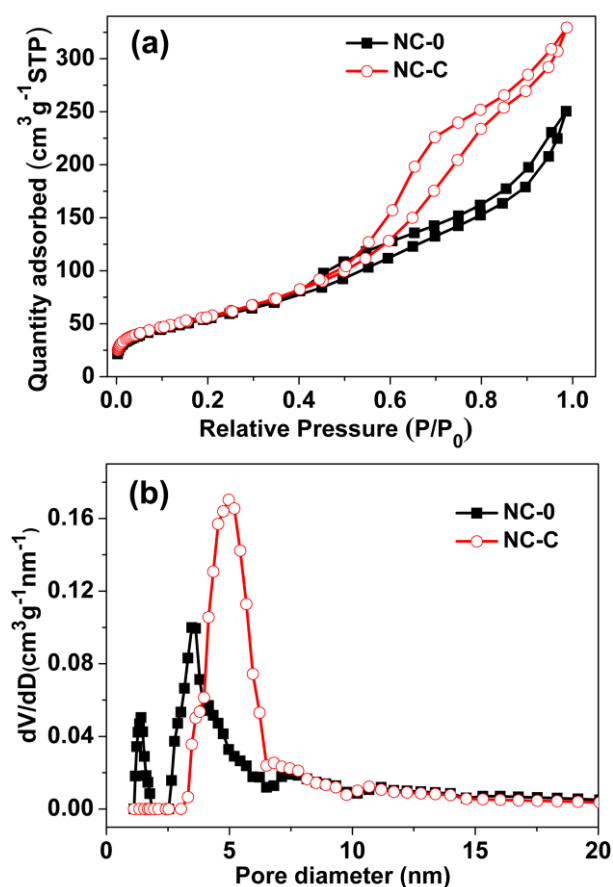 (a)
NC-0
NC-C
Quantity adsorbed (cm³g⁻¹STP)
350
300
250
200
150
100
50
0
0.0 0.2 0.4 0.6 0.8 1.0
Relative Pressure (P/P₀)
(b)
NC-0
NC-C
dV/dD(cm³g⁻¹nm⁻¹)
0.16
0.12
0.08
0.04
0.00
0 5 10 15 20
Pore diameter (nm)